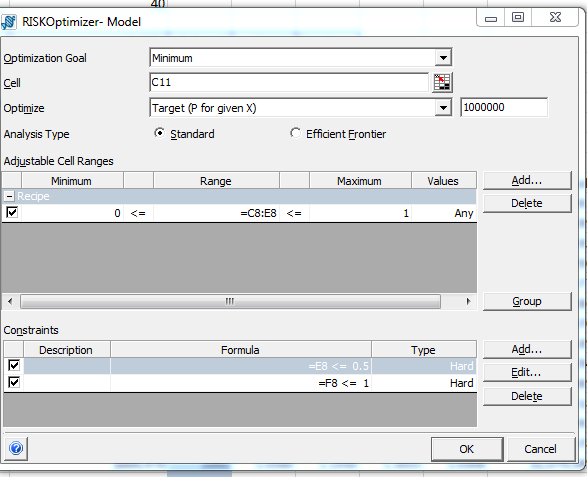 40
RISKOptimizer- Model
Optimization Goal Minimum
Cell C11
Optimize Target (P for given X) 1000000
Analysis Type Standard Efficient Frontier
Adjustable Cell Ranges
Minimum Range Maximum Values Add...
Recipe Delete
0 <= =C8:E8 <= 1 Any
Group
Constraints
Description Formula Type Add...
=E8 <= 0.5 Hard Edit...
=F8 <= 1 Hard Delete
OK Cancel